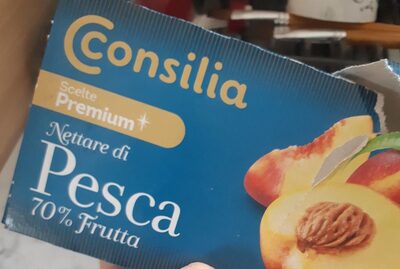 Consilia
Scelte
Premium
Nettare di
Pesca
70% Frutta